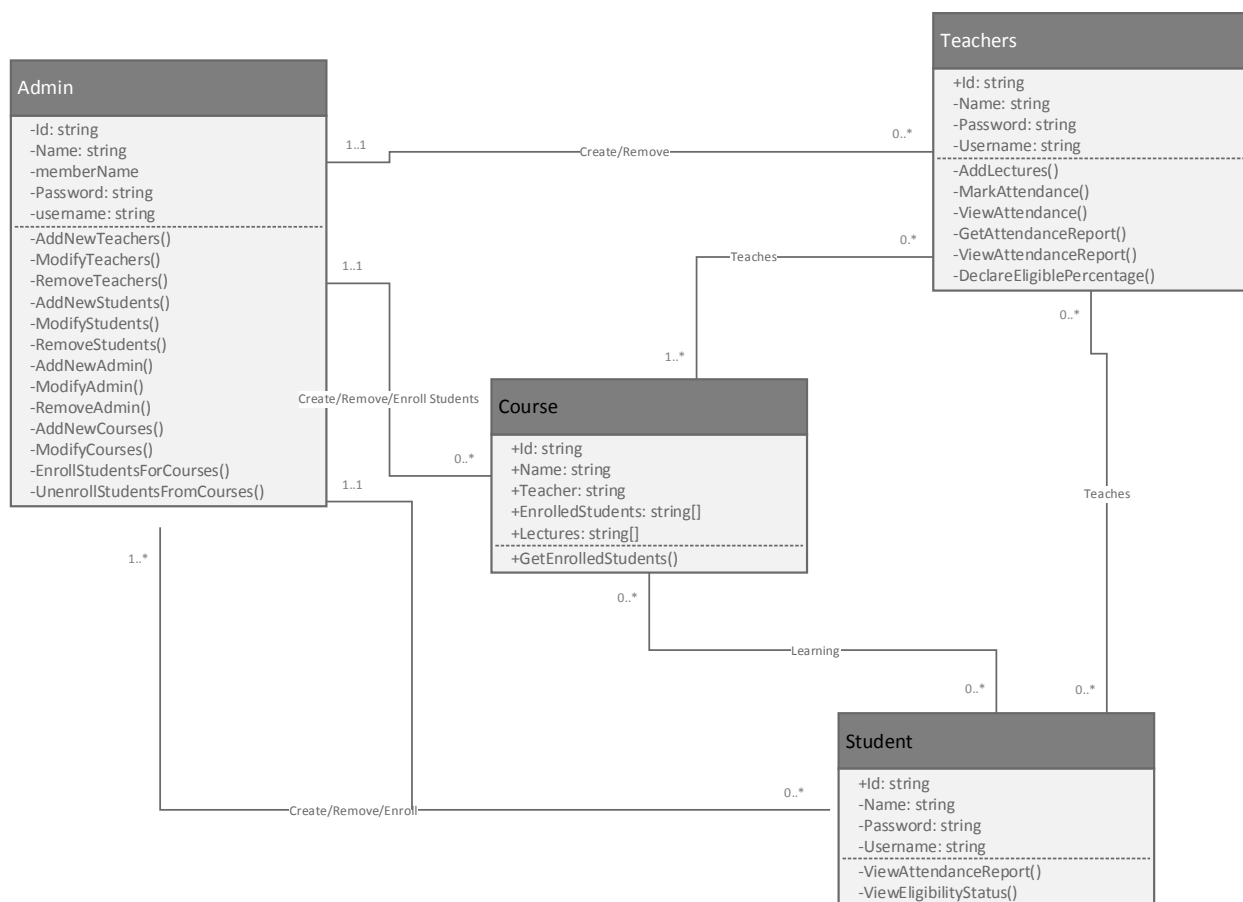 Teachers
+Id: string
-Name: string
-Password: string
-Username: string
-AddLectures()
-MarkAttendance()
-ViewAttendance()
-GetAttendanceReport()
-ViewAttendanceReport()
-DeclareEligiblePercentage()
Admin
-Id: string
-Name: string
-memberName
-Password: string
-username: string
-AddNewTeachers()
-ModifyTeachers()
-RemoveTeachers()
-AddNewStudents()
-ModifyStudents()
-RemoveStudents()
-AddNewAdmin()
-ModifyAdmin()
-RemoveAdmin()
-AddNewCourses()
-ModifyCourses()
-EnrollStudentsForCourses()
-UnenrollStudentsFromCourses()
1..1
Create/Remove
0..*
1..1
Teaches
0.*
1..*
Create/Remove/Enroll Students
0..*
1..1
Course
+Id: string
+Name: string
+Teacher: string
+EnrolledStudents: string[]
+Lectures: string[]
+GetEnrolledStudents()
0..*
Teaches
0..*
1..*
0..*
Learning
0..*
Create/Remove/Enroll
0..*
Student
+Id: string
-Name: string
-Password: string
-Username: string
-ViewAttendanceReport()
-ViewEligibilityStatus()